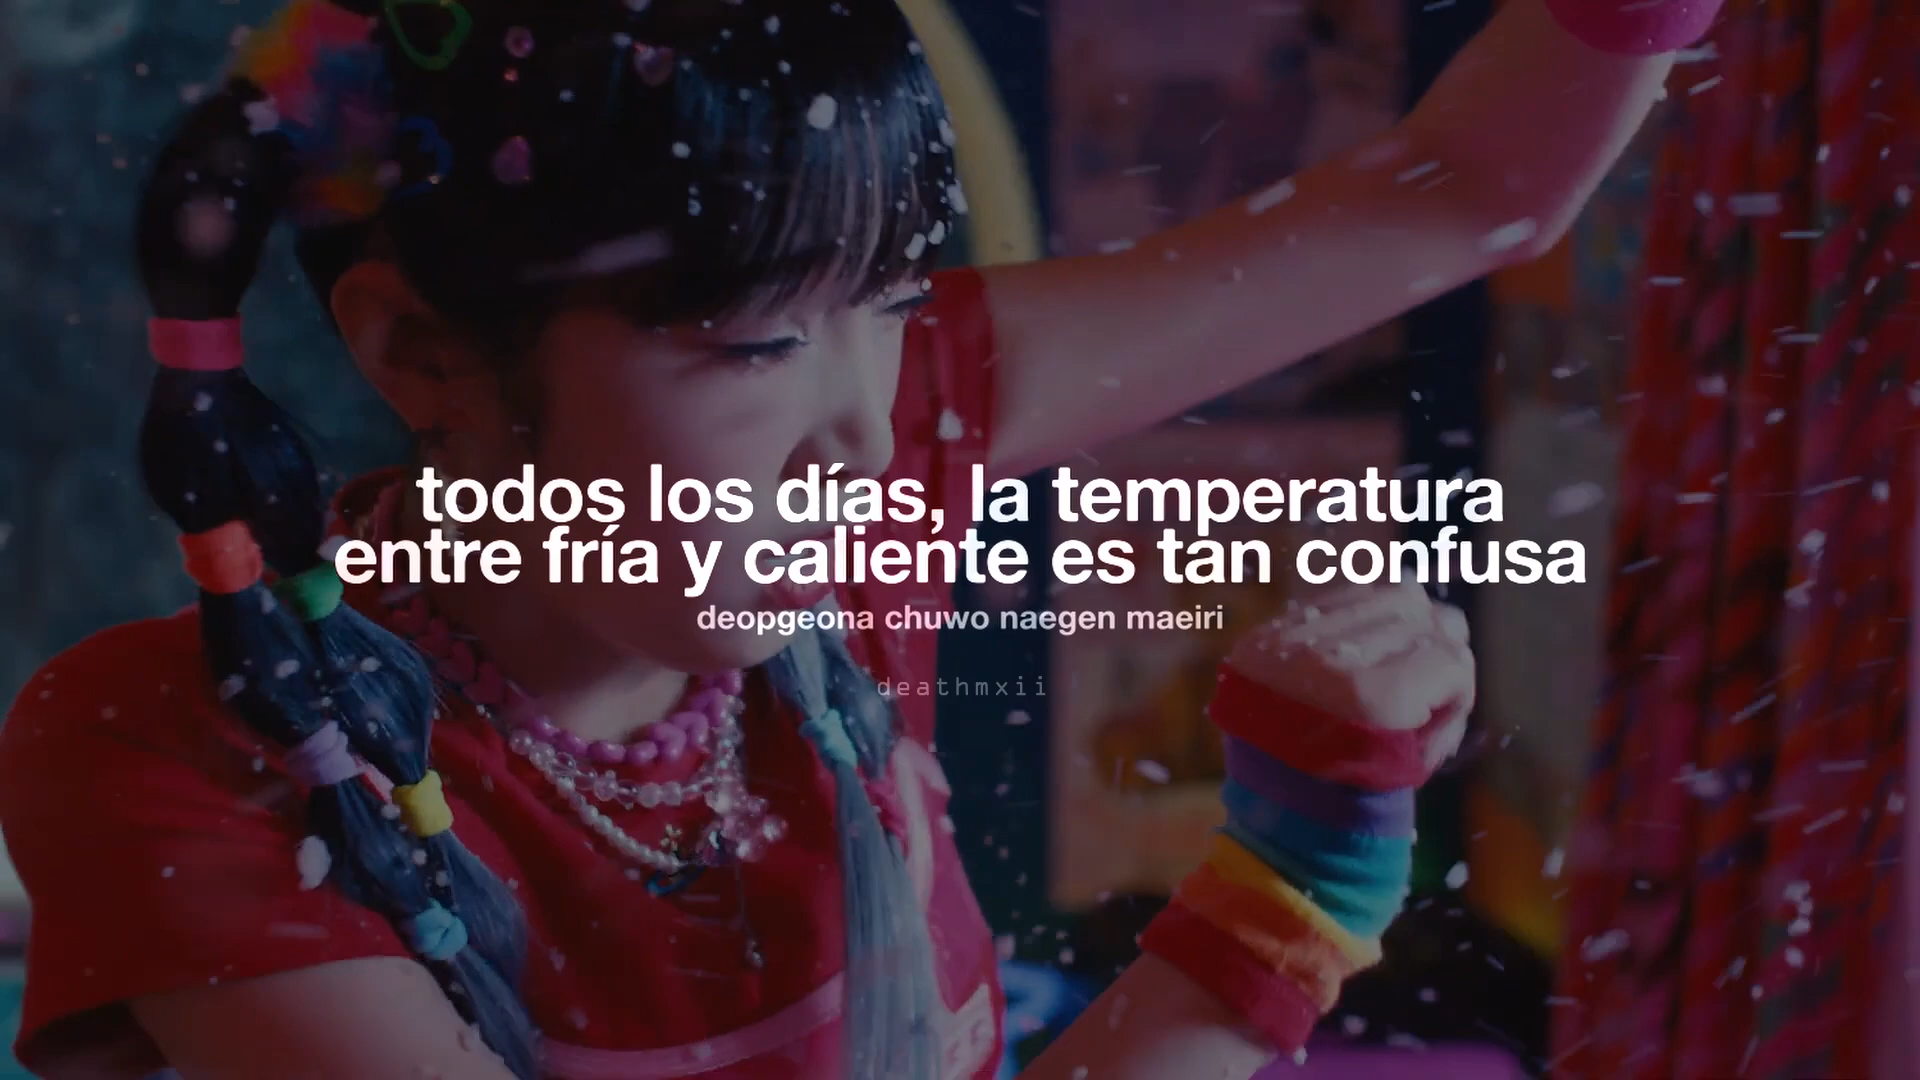 todos los días, la temperatura
entre fría y caliente es tan confusa
deopgeona chuwo naegen maeiri
deathmxii